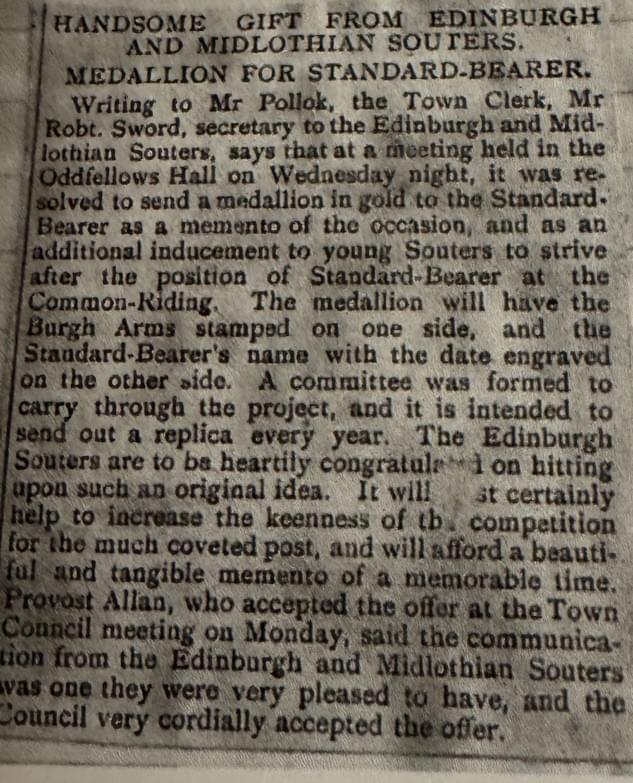 HANDSOME GIFT FROM EDINBURGH
AND MIDLOTHIAN SOUTERS.
MEDALLION FOR STANDARD-BEARER.
Writing to Mr Pollok, the Town Clerk, Mr
Robt. Sword, secretary to the Edinburgh and Mid-
lothian Souters, says that at a meeting held in the
Oddfellows Hall on Wednesday night, it was re-
solved to send a medallion in gold to the Standard-
Bearer as a memento of the occasion, and as an
additional inducement to young Souters to strive
after the position of Standard-Bearer at the
Common-Riding. The medallion will have the
Burgh Arms stamped on one side, and the
Standard-Bearer's name with the date engraved
on the other side. A committee was formed to
carry through the project, and it is intended to
send out a replica every year. The Edinburgh
Souters are to be heartily on hitting
upon such an original idea. It will certainly
help to increase the keenness of competition
for the much coveted post, and will afford a beauti-
ful and tangible memento of a memorable time.
Provost Allan, who accepted the offer at the Town
Council meeting on Monday, said the communica-
tion from the Edinburgh and Midlothian Souters
was one they were very pleased to have, and the
Council very cordially accepted the offer.